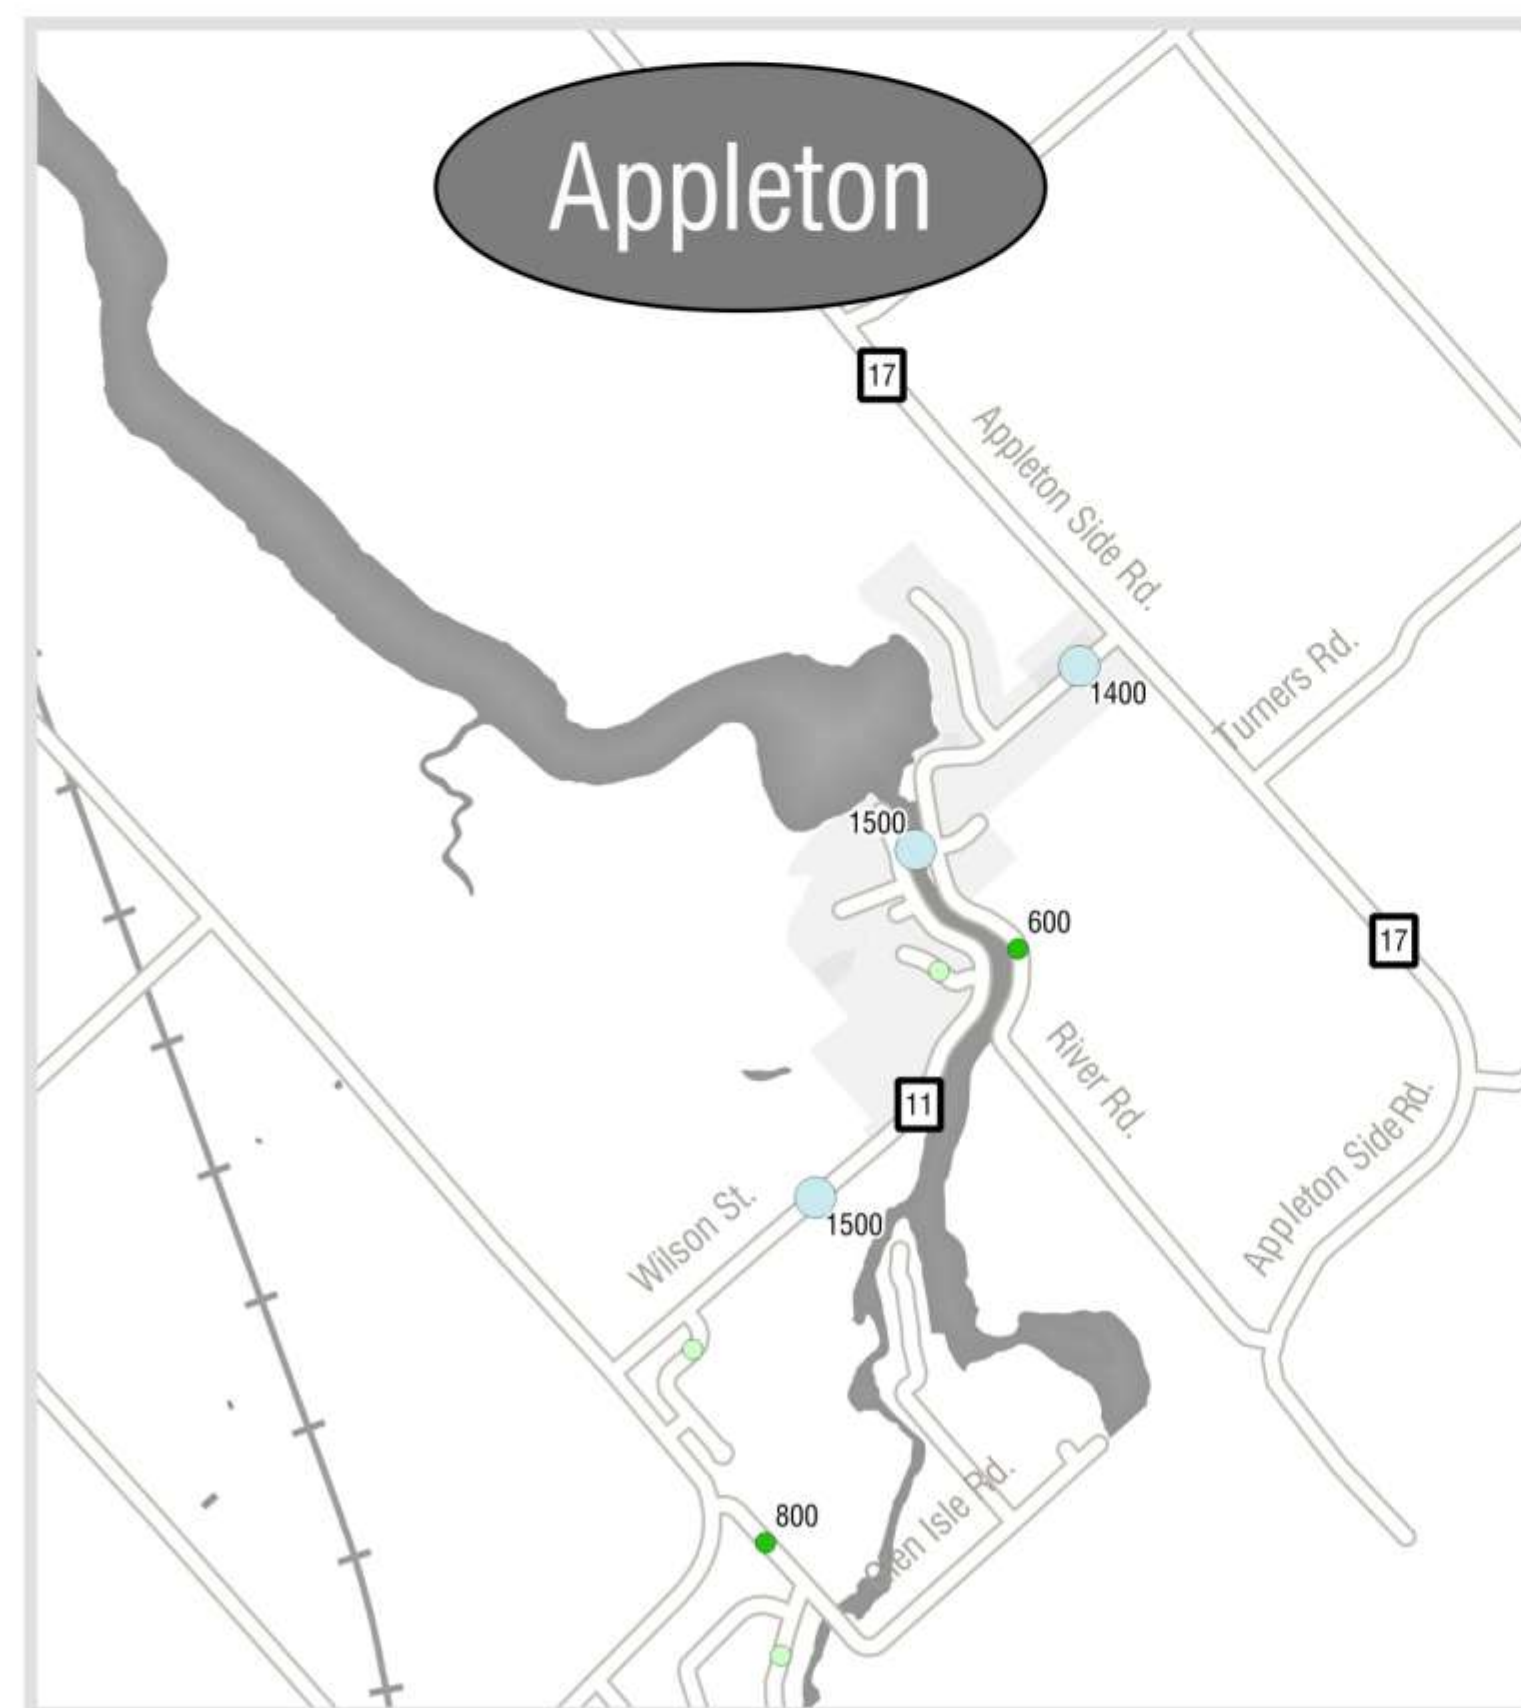 Appleton
17
Appleton Side Rd.
Turners Rd.
1400
1500
600
17
River Rd.
11
Appleton Side Rd.
Wilson St.
1500
800
Isle Rd.